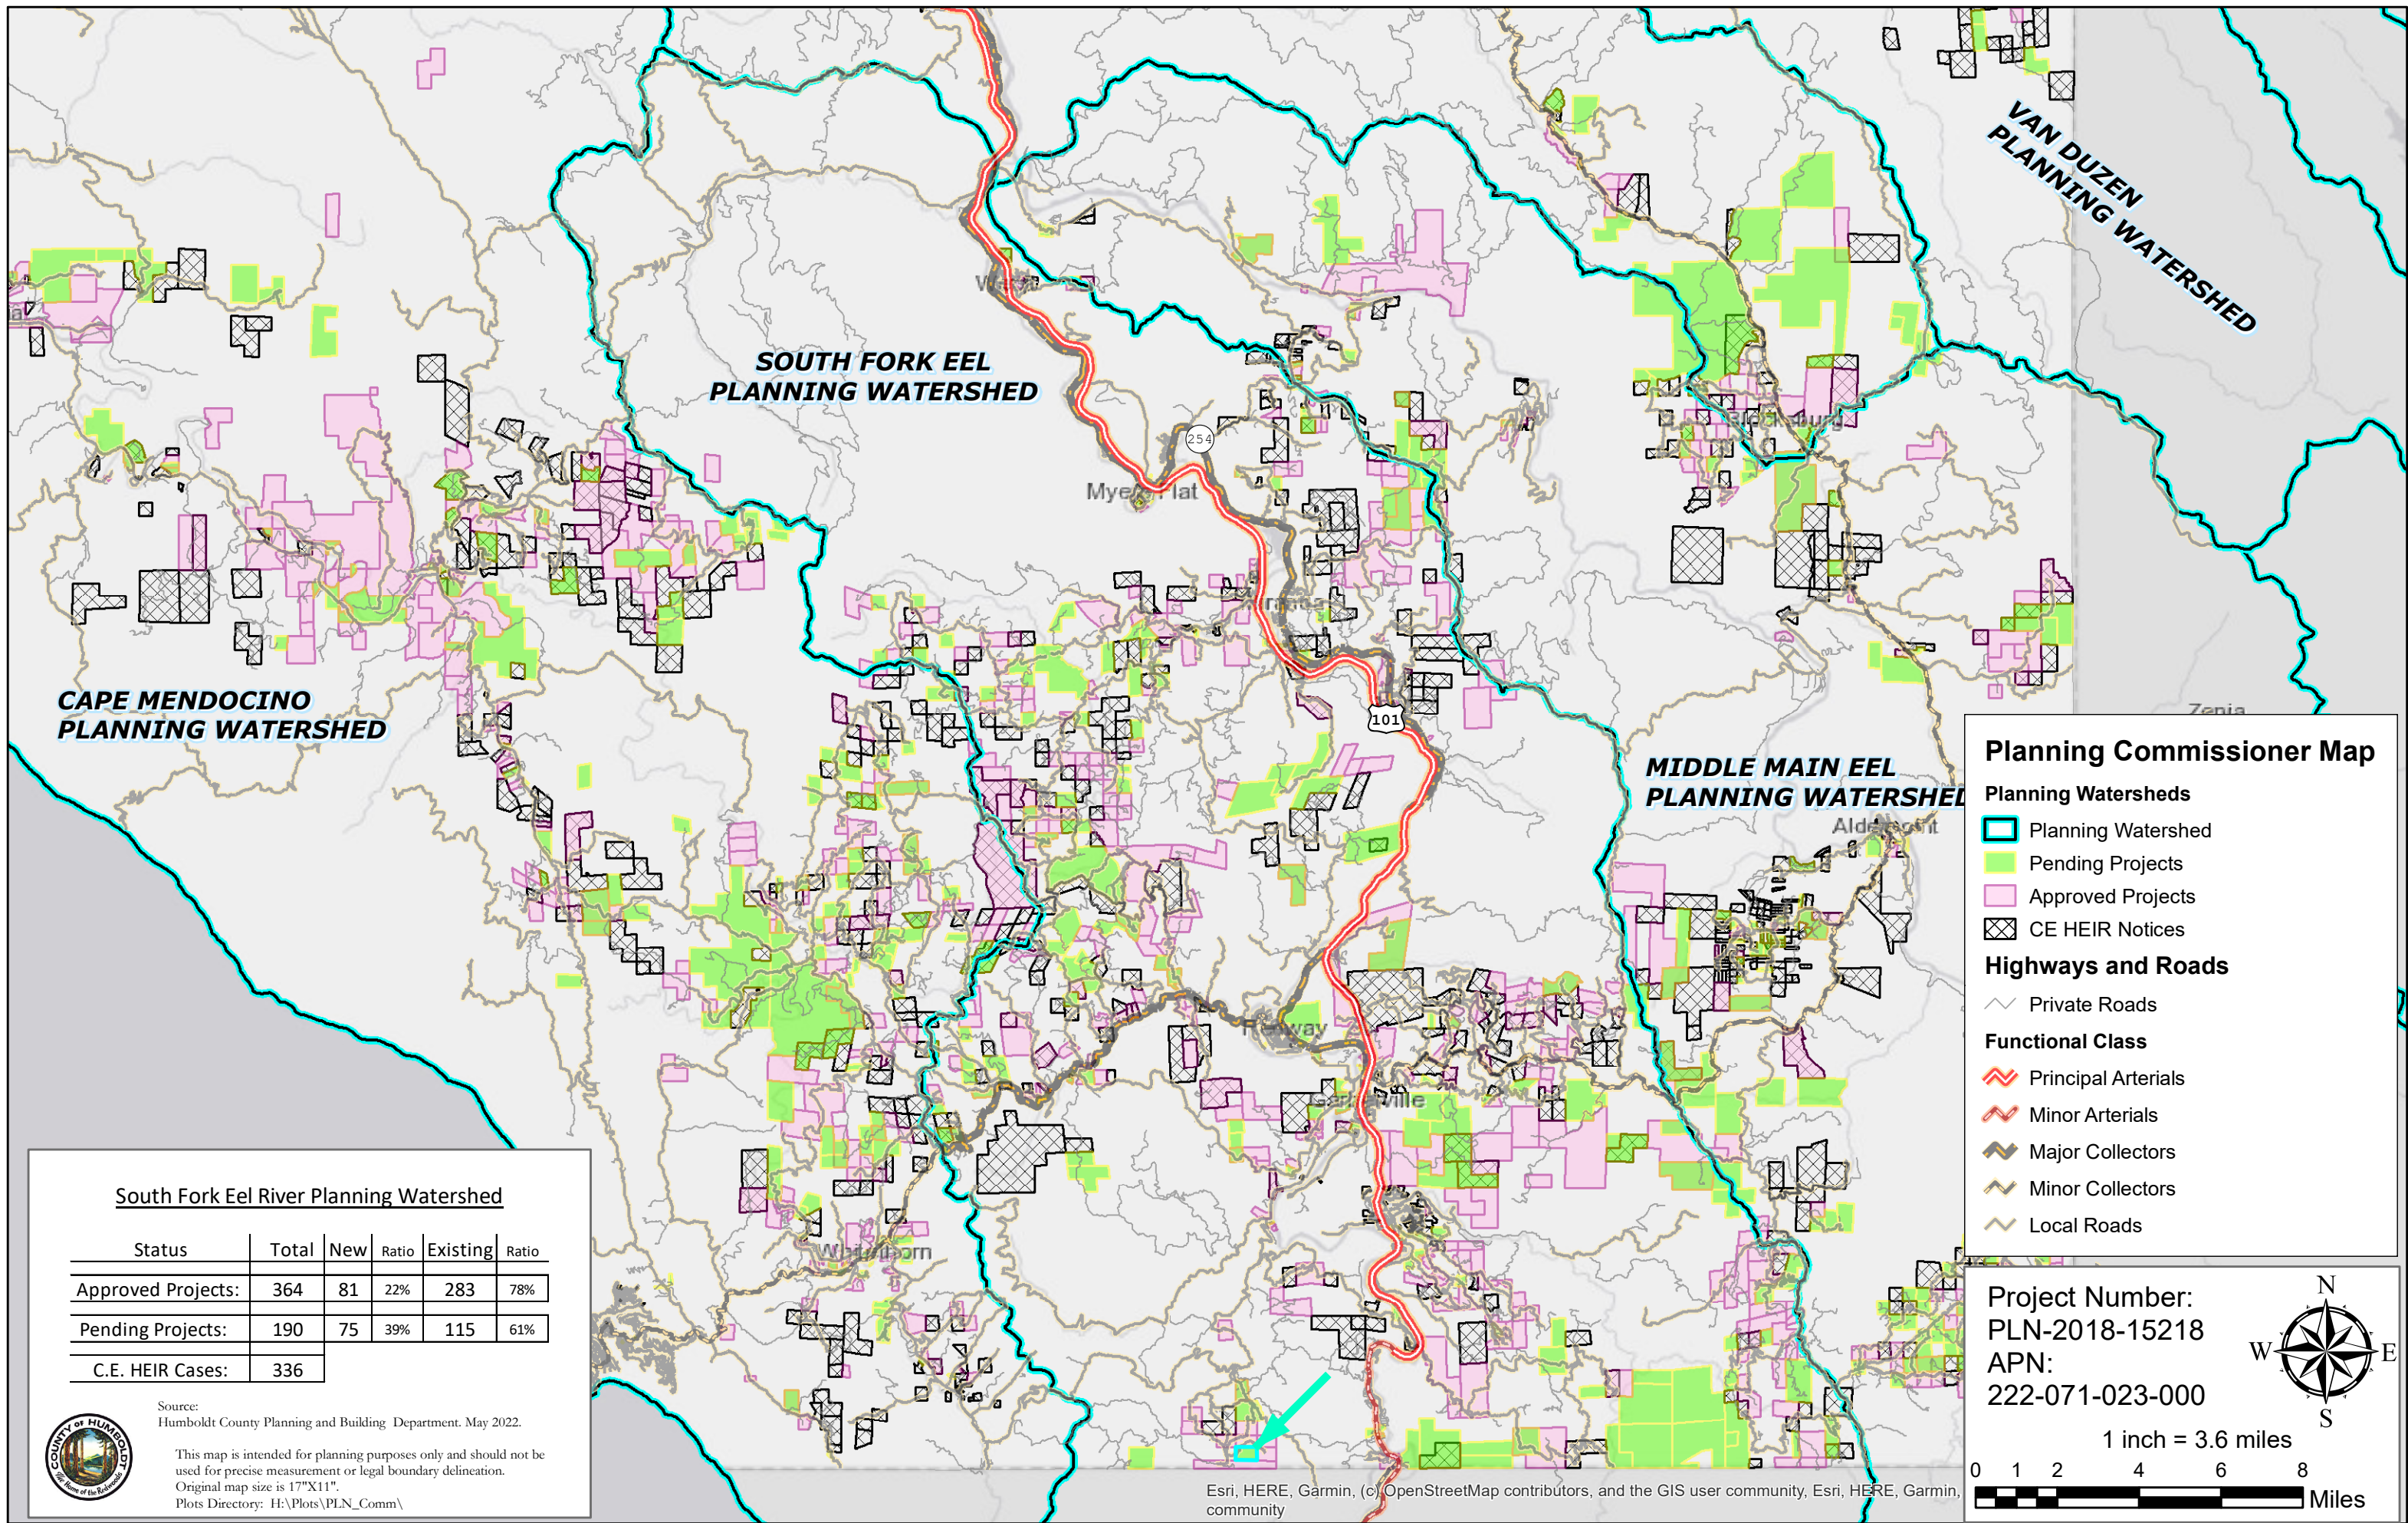 VAN DUZEN
PLANNING WATERSHED
SOUTH FORK EEL
PLANNING WATERSHED
254
CAPE MENDOCINO
PLANNING WATERSHED
101
MIDDLE MAIN EEL
PLANNING WATERSHED
Zenia
Planning Commissioner Map
Planning Watersheds
Planning Watershed
Pending Projects
Approved Projects
CE HEIR Notices
Highways and Roads
Private Roads
Functional Class
Principal Arterials
Minor Arterials
Major Collectors
Minor Collectors
Local Roads
South Fork Eel River Planning Watershed
Status Total New Ratio Existing Ratio
Approved Projects: 364 81 22% 283 78%
Pending Projects: 190 75 39% 115 61%
C.E. HEIR Cases: 336
Source:
Humboldt County Planning and Building Department. May 2022.
This map is intended for planning purposes only and should not be
used for precise measurement or legal boundary delineation.
Original map size is 17"X11".
Plots Directory: H:\Plots\PLN_Comm\
COUNTY OF HUMBOLDT
The Home of the Redwoods
Project Number:
PLN-2018-15218
APN:
222-071-023-000
N
W E
S
1 inch = 3.6 miles
0 1 2 4 6 8
Miles
Esri, HERE, Garmin, (c) OpenStreetMap contributors, and the GIS user community, Esri, HERE, Garmin,
community